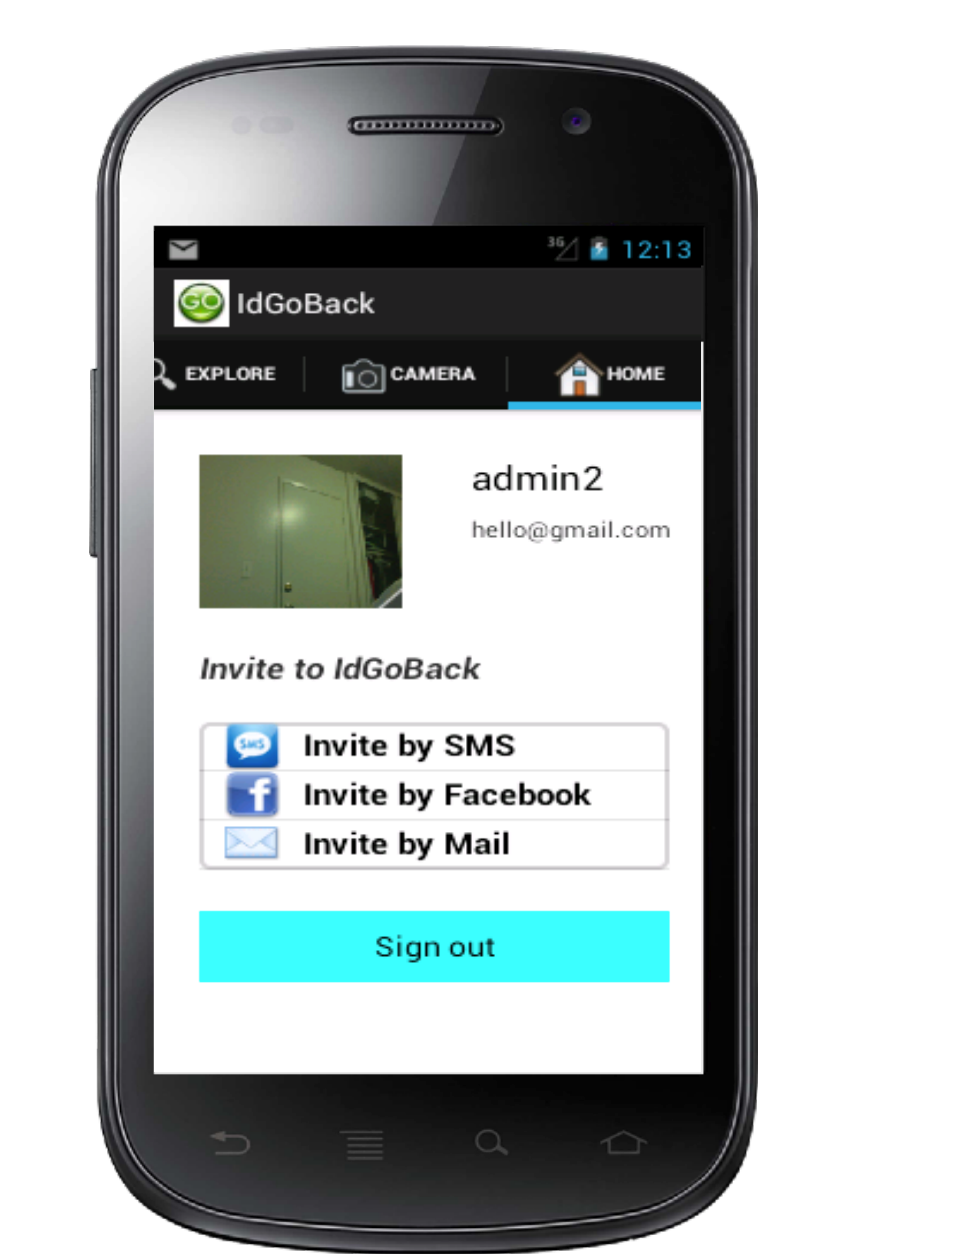 3G 12:13
GO IdGoBack
EXPLORE CAMERA HOME
admin2
hello@gmail.com
Invite to IdGoBack
SMS Invite by SMS
f Invite by Facebook
Invite by Mail
Sign out